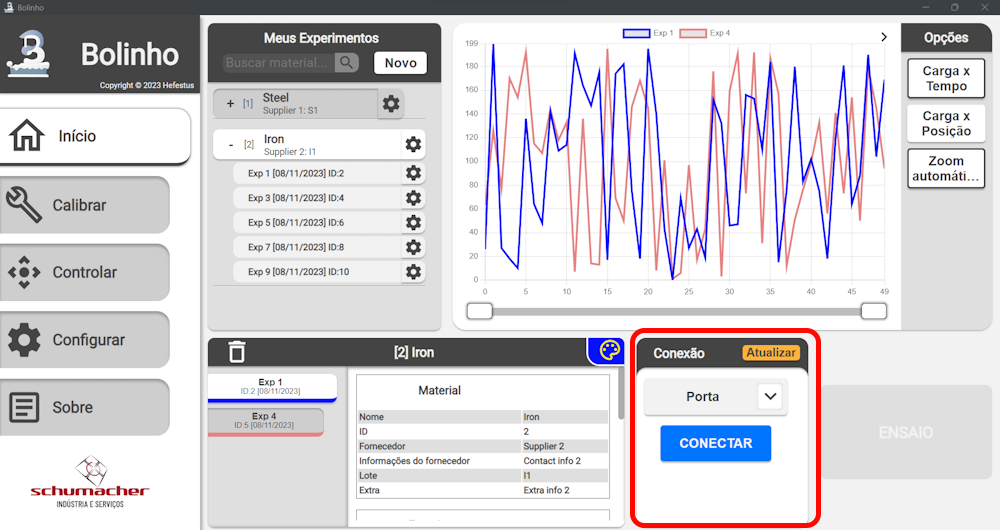 Bolinho
Bolinho
Copyright © 2023 Hefestus
Início
Calibrar
Controlar
Configurar
Sobre
schumacher
INDÚSTRIA E SERVIÇOS
Meus Experimentos
Buscar material...
Novo
+ [1] Steel
Supplier 1: S1
- [2] Iron
Supplier 2: I1
Exp 1 [08/11/2023] ID:2
Exp 3 [08/11/2023] ID:4
Exp 5 [08/11/2023] ID:6
Exp 7 [08/11/2023] ID:8
Exp 9 [08/11/2023] ID:10
Exp 1 Exp 4
199
180
160
140
120
100
80
60
40
20
0
0 5 10 15 20 25 30 35 40 45 49
Opções
Carga x
Tempo
Carga x
Posição
Zoom
automáti...
[2] Iron
Exp 1
ID:2 [08/11/2023]
Exp 4
ID:5 [08/11/2023]
Material
Nome Iron
ID 2
Fornecedor Supplier 2
Informações do fornecedor Contact info 2
Lote I1
Extra Extra info 2
Conexão Atualizar
Porta
CONECTAR
ENSAIO